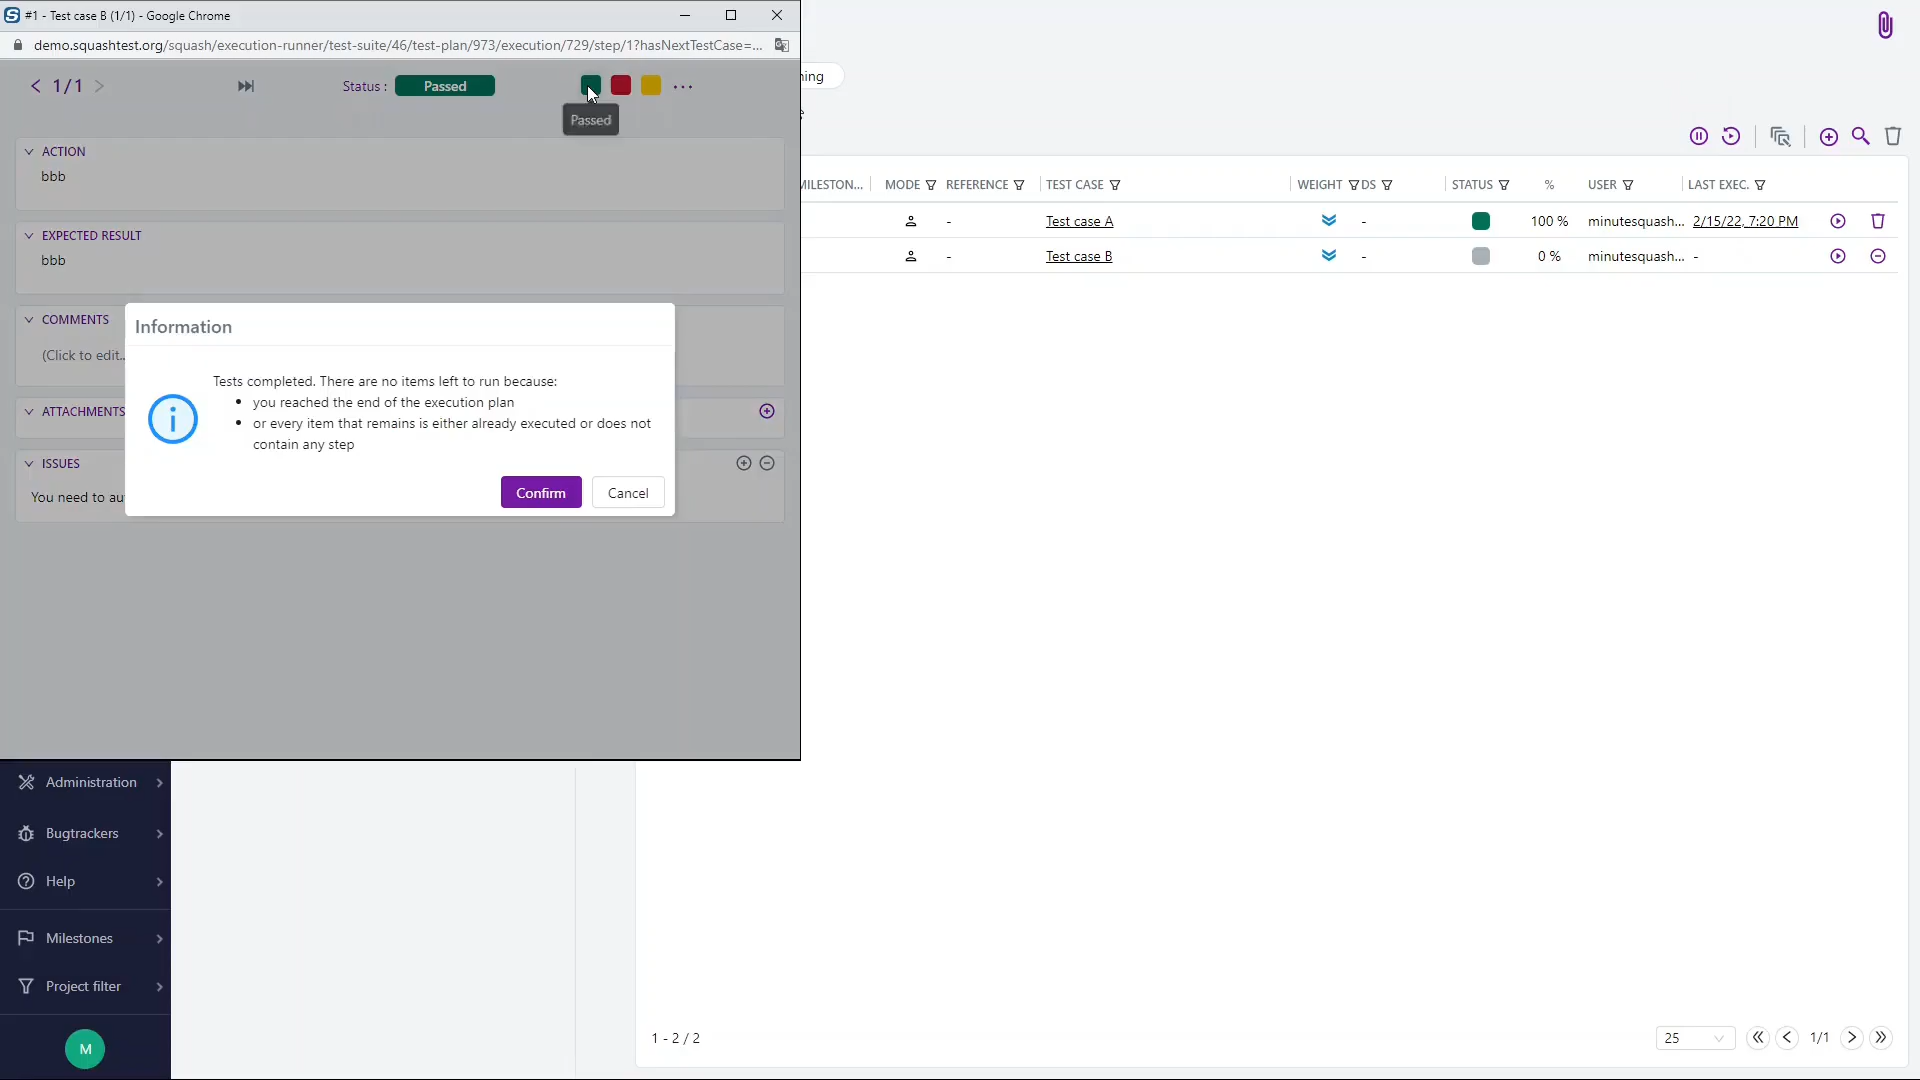 #1 - Test case B (1/1) - Google Chrome
demo.squashtest.org/squash/execution-runner/test-suite/46/test-plan/973/execution/729/step/1?hasNextTestCase=...
1/1
Status :
Passed
...
Passed
ACTION
bbb
EXPECTED RESULT
bbb
COMMENTS
(Click to edit..
ATTACHMENTS
ISSUES
You need to au
Information
Tests completed. There are no items left to run because:
• you reached the end of the execution plan
• or every item that remains is either already executed or does not
contain any step
Confirm
Cancel
ning
MILESTON... MODE REFERENCE TEST CASE WEIGHT DS STATUS % USER LAST EXEC.
- Test case A - 100 % minutesquash... 2/15/22, 7:20 PM
- Test case B - 0 % minutesquash... -
Administration
Bugtrackers
Help
Milestones
Project filter
M
1 - 2 / 2
25
1/1